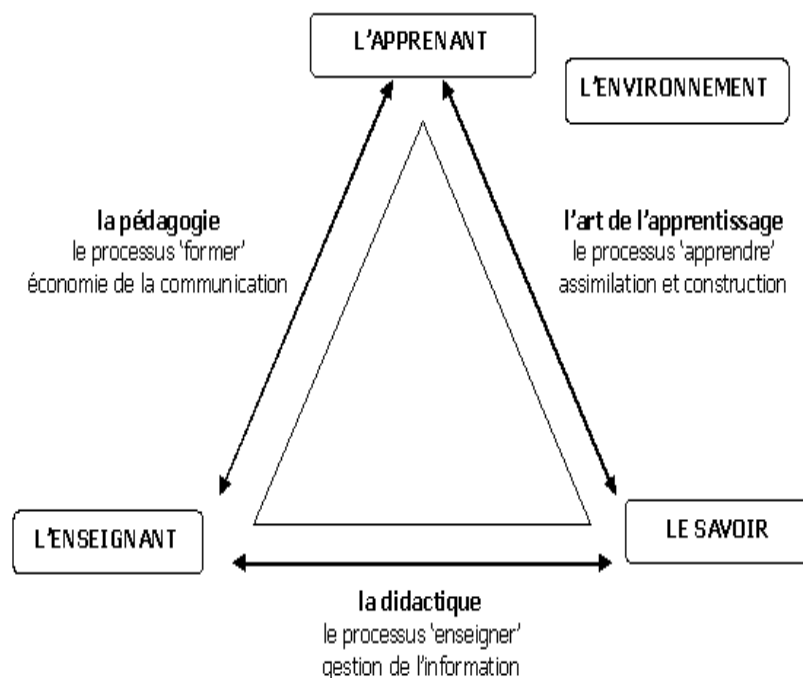 L'APPRENANT
L'ENVIRONNEMENT
la pédagogie
le processus 'former'
économie de la communication
l'art de l'apprentissage
le processus 'apprendre'
assimilation et construction
L'ENSEIGNANT
LE SAVOIR
la didactique
le processus 'enseigner'
gestion de l'information